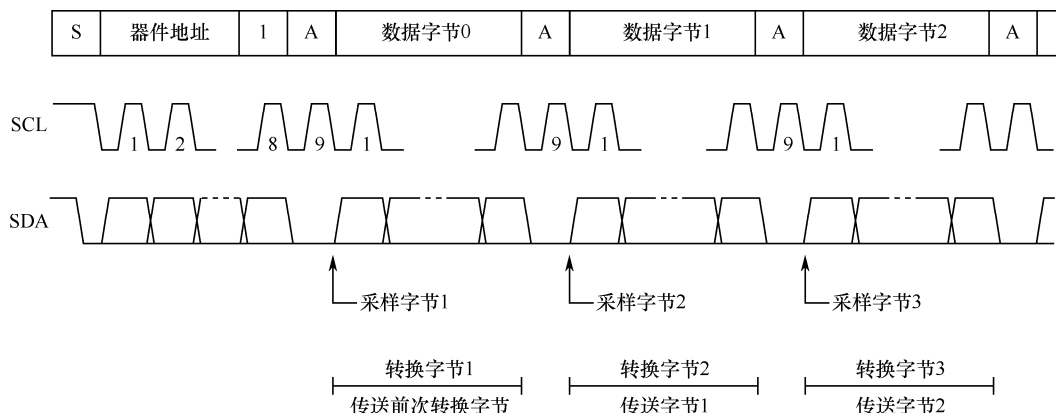 S 器件地址 1 A 数据字节0 A 数据字节1 A 数据字节2 A
SCL 1 2 8 9 1 9 1 9 1
SDA
采样字节1 采样字节2 采样字节3
转换字节1 转换字节2 转换字节3
传送前次转换字节 传送字节1 传送字节2